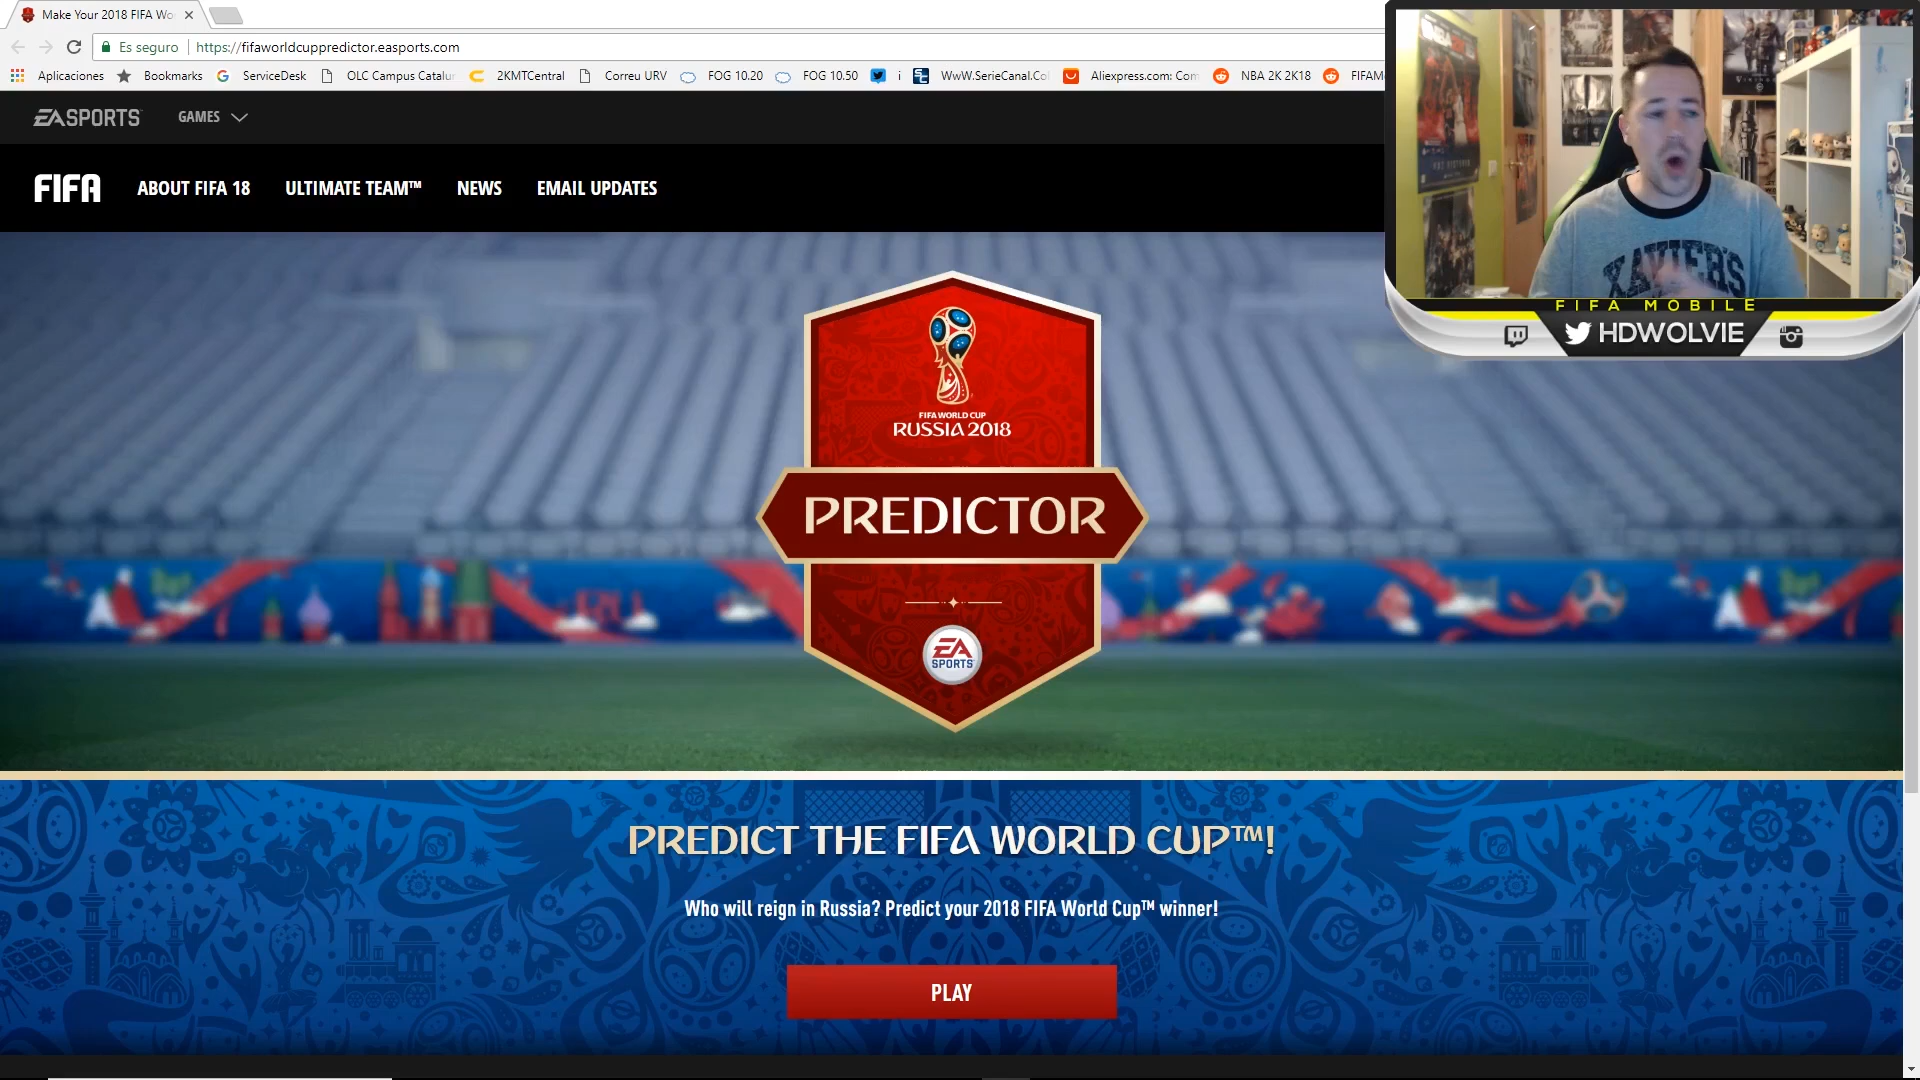 Make Your 2018 FIFA Wo
Es seguro
https://fifaworldcuppredictor.easports.com
Aplicaciones
Bookmarks
ServiceDesk
OLC Campus Catalur
2KMTCentral
Correu URV
FOG 10.20
FOG 10.50
i
WwW.SerieCanal.Co
Aliexpress.com: Com
NBA 2K 2K18
FIFAM
EA SPORTS
GAMES
FIFA
ABOUT FIFA 18
ULTIMATE TEAM™
NEWS
EMAIL UPDATES
XAVIER'S
FIFA MOBILE
HDWOLVIE
FIFA WORLD CUP
RUSSIA 2018
PREDICTOR
EA
SPORTS
PREDICT THE FIFA WORLD CUP™!
Who will reign in Russia? Predict your 2018 FIFA World Cup™ winner!
PLAY